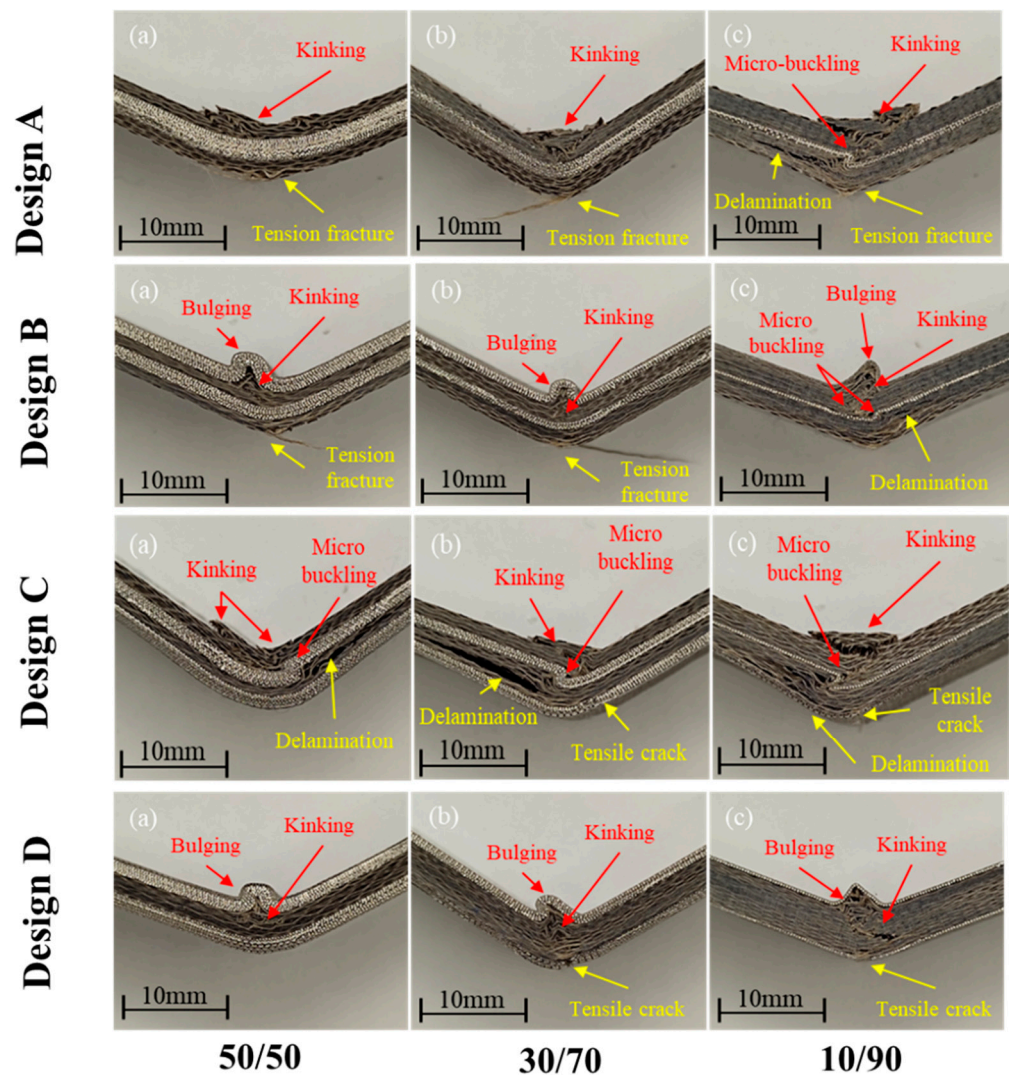 Design A
(a)
Kinking
Tension fracture
10mm
(b)
Kinking
Tension fracture
10mm
(c)
Kinking
Micro-buckling
Delamination
Tension fracture
10mm
Design B
(a)
Bulging
Kinking
Tension
fracture
10mm
(b)
Kinking
Bulging
Tension
fracture
10mm
(c)
Bulging
Micro
buckling
Kinking
Delamination
10mm
Design C
(a)
Kinking
Micro
buckling
Delamination
10mm
(b)
Kinking
Micro
buckling
Delamination
Tensile crack
10mm
(c)
Micro
buckling
Kinking
Tensile
crack
Delamination
10mm
Design D
(a)
Bulging
Kinking
10mm
(b)
Bulging
Kinking
Tensile crack
10mm
(c)
Bulging
Kinking
Tensile crack
10mm
50/50
30/70
10/90